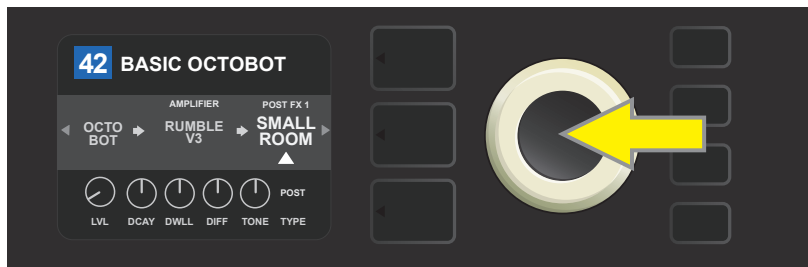 42 BASIC OCTOBOT
AMPLIFIER POST FX 1
OCTO RUMBLE SMALL
BOT V3 ROOM
POST
LVL DCAY DWLL DIFF TONE TYPE